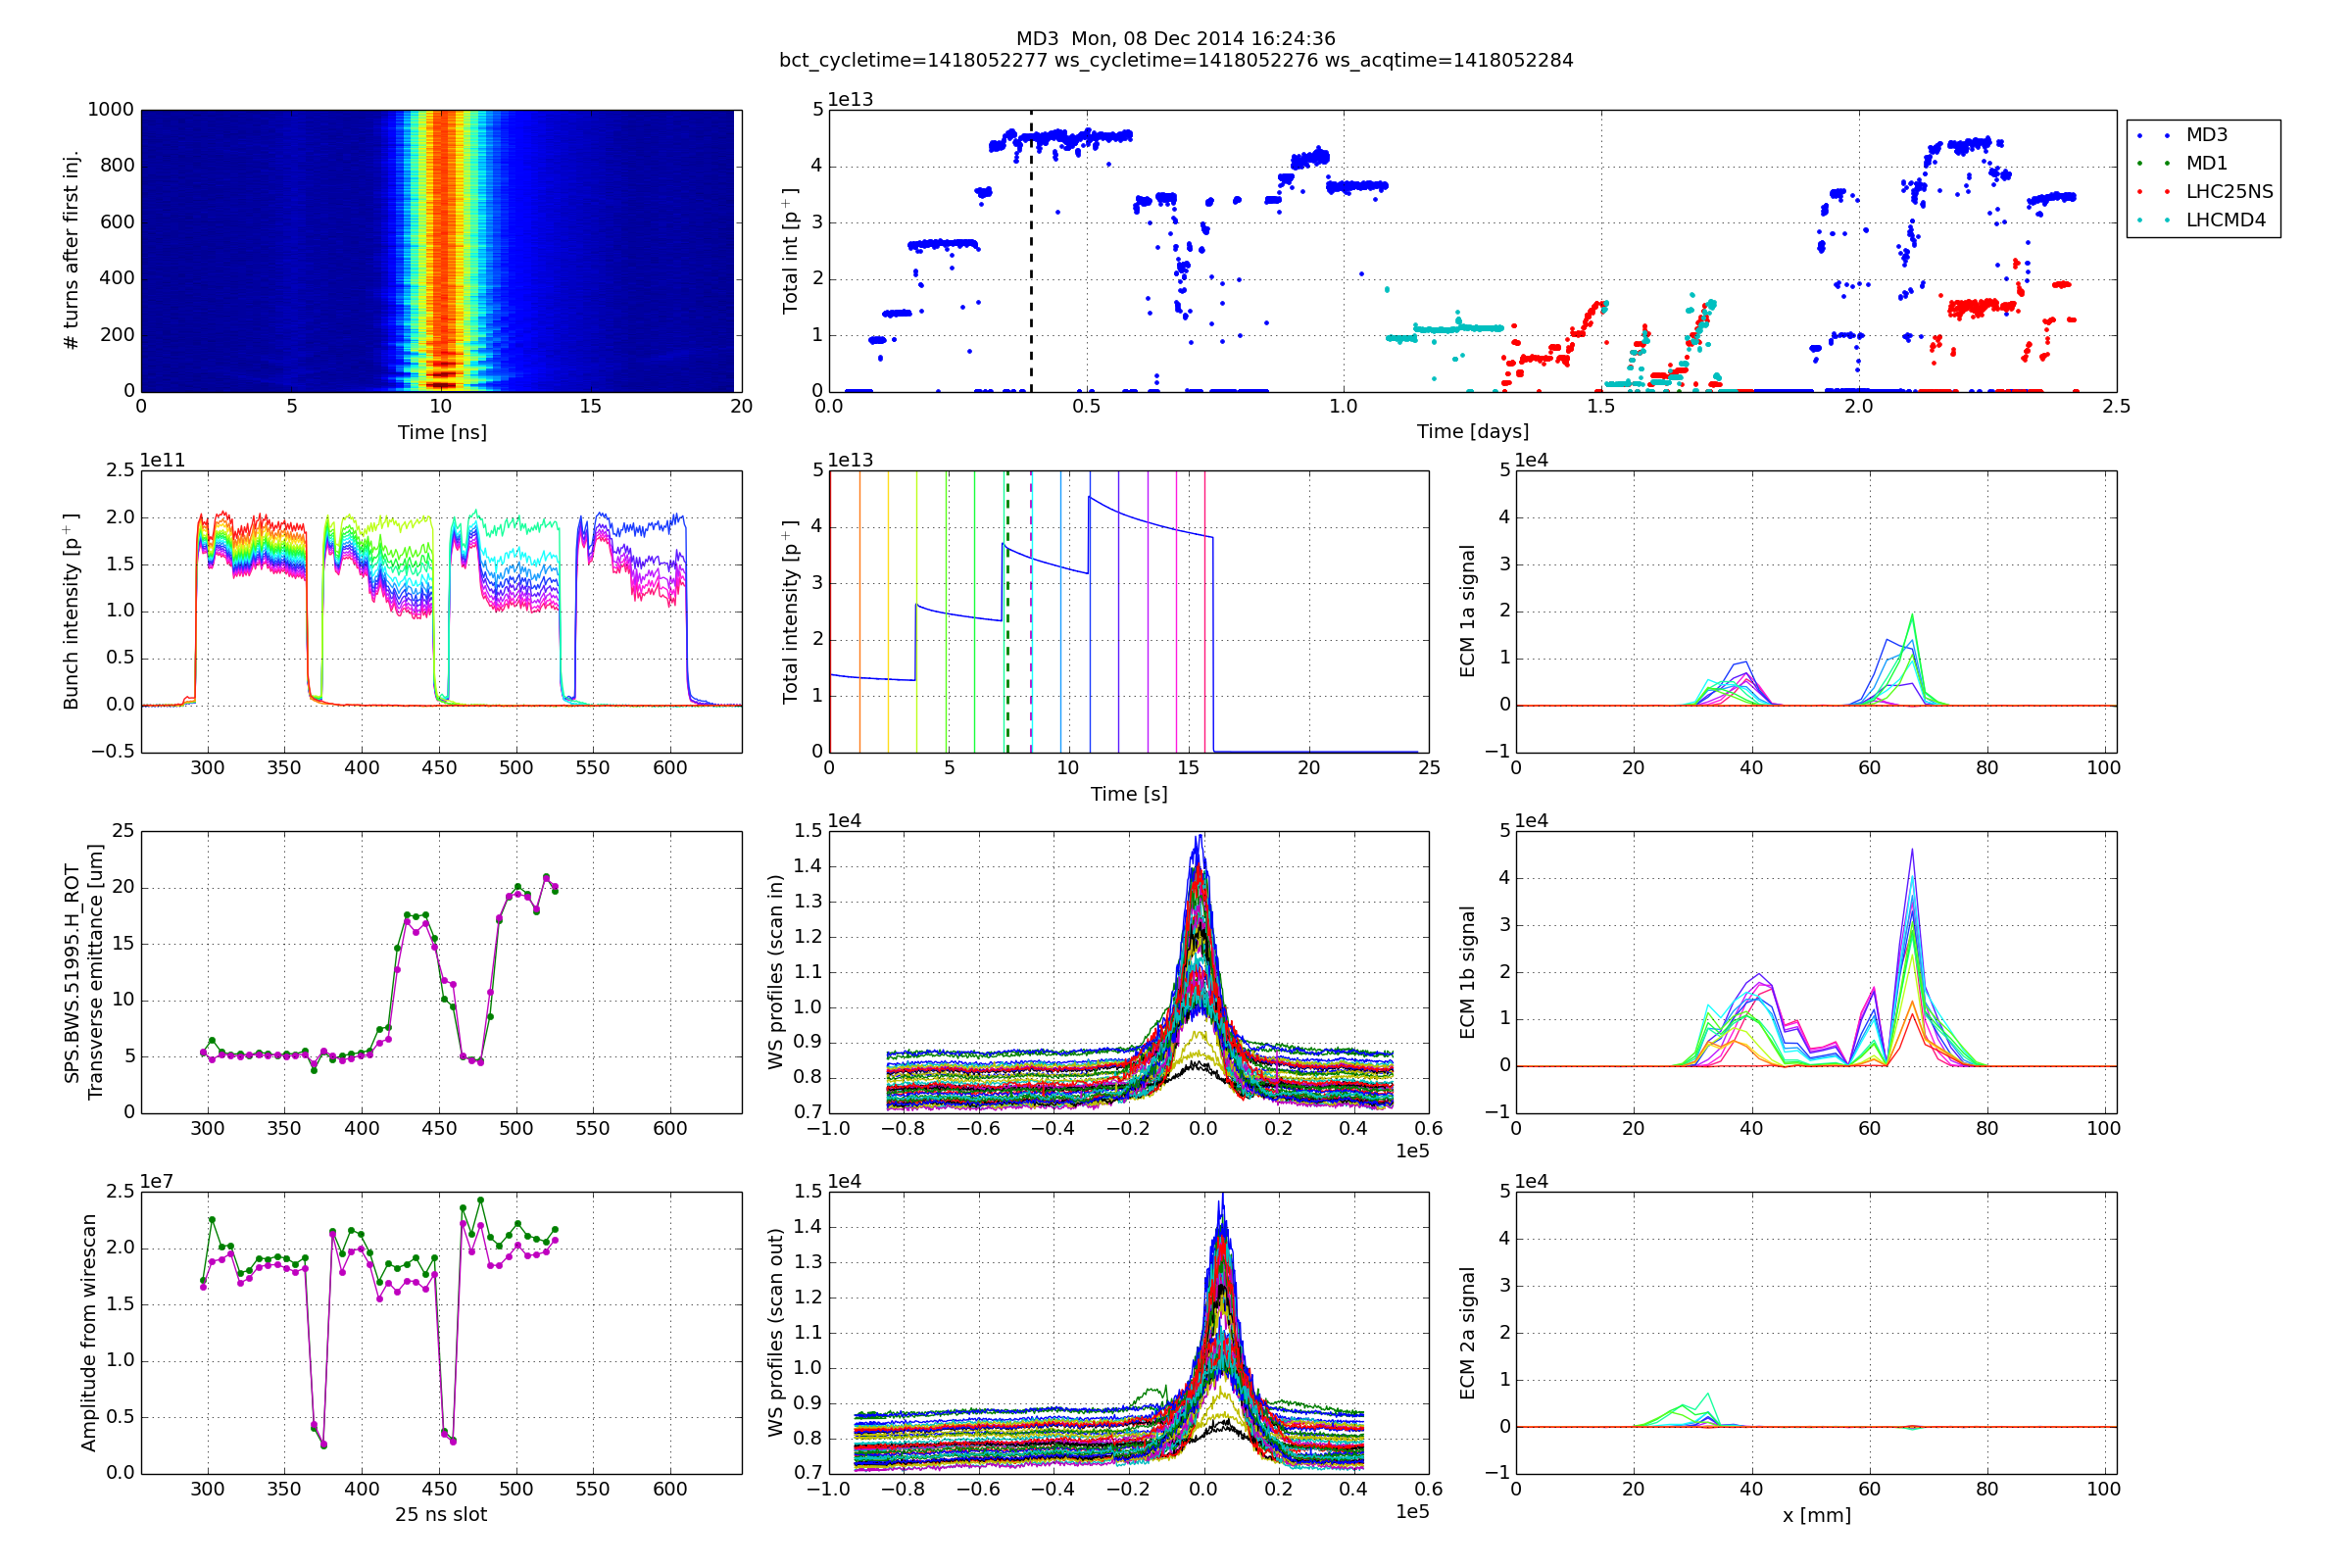 MD3  Mon, 08 Dec 2014 16:24:36
bct_cycletime=1418052277 ws_cycletime=1418052276 ws_acqtime=1418052284
# turns after first inj.
1000
800
600
400
200
0
0 5 10 15 20
Time [ns]
1e13
Total int [p+]
5
4
3
2
1
0
0.0 0.5 1.0 1.5 2.0 2.5
Time [days]
MD3
MD1
LHC25NS
LHCMD4
1e11
Bunch intensity [p+]
2.5
2.0
1.5
1.0
0.5
0.0
−0.5
300 350 400 450 500 550 600
1e13
Total intensity [p+]
5
4
3
2
1
0
0 5 10 15 20 25
Time [s]
1e4
ECM 1a signal
5
4
3
2
1
0
−1
0 20 40 60 80 100
SPS.BWS.51995.H_ROT
Transverse emittance [um]
25
20
15
10
5
0
300 350 400 450 500 550 600
1e4
WS profiles (scan in)
1.5
1.4
1.3
1.2
1.1
1.0
0.9
0.8
0.7
−1.0 −0.8 −0.6 −0.4 −0.2 0.0 0.2 0.4 0.6
1e5
1e4
ECM 1b signal
5
4
3
2
1
0
−1
0 20 40 60 80 100
1e7
Amplitude from wirescan
2.5
2.0
1.5
1.0
0.5
0.0
300 350 400 450 500 550 600
25 ns slot
1e4
WS profiles (scan out)
1.5
1.4
1.3
1.2
1.1
1.0
0.9
0.8
0.7
−1.0 −0.8 −0.6 −0.4 −0.2 0.0 0.2 0.4 0.6
1e5
1e4
ECM 2a signal
5
4
3
2
1
0
−1
0 20 40 60 80 100
x [mm]